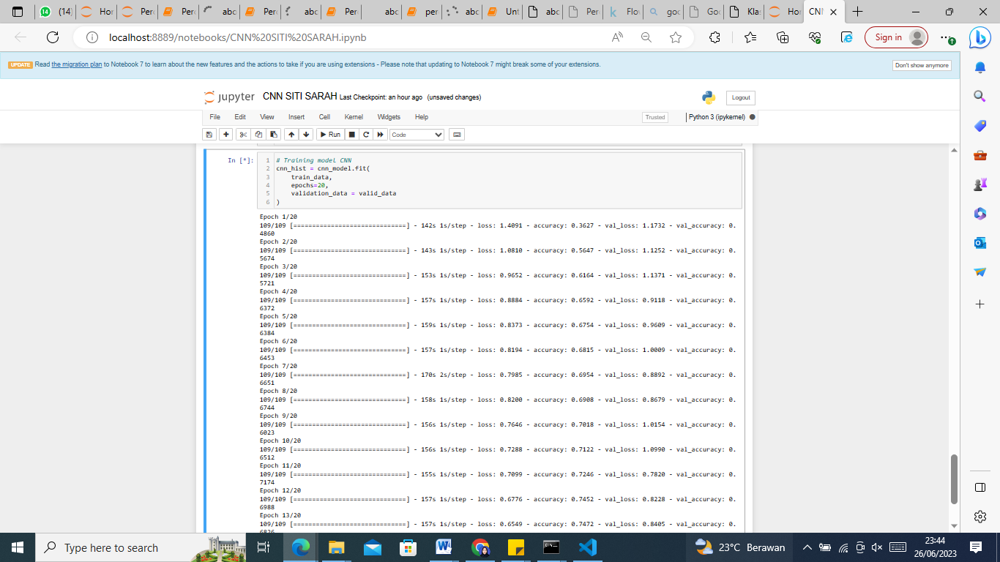 (14)
Hor
Perc
Perc
abc
Perc
abc
Per
abc
per
abc
Unt
abc
Per
Flov
goc
Goo
Klas
Hor
CNN
localhost:8889/notebooks/CNN%20SITI%20SARAH.ipynb
Sign in
UPDATE Read the migration plan to Notebook 7 to learn about the new features and the actions to take if you are using extensions - Please note that updating to Notebook 7 might break some of your extensions.
Don't show anymore
jupyter CNN SITI SARAH Last Checkpoint: an hour ago (unsaved changes)
Logout
File Edit View Insert Cell Kernel Widgets Help
Trusted
Python 3 (ipykernel)
Run
Code
In [*]:
1 # Training model CNN
2 cnn_hist = cnn_model.fit(
3 train_data,
4 epochs=20,
5 validation_data = valid_data
6 )
Epoch 1/20
109/109 [==============================] - 142s 1s/step - loss: 1.4091 - accuracy: 0.3627 - val_loss: 1.1732 - val_accuracy: 0.
4860
Epoch 2/20
109/109 [==============================] - 143s 1s/step - loss: 1.0810 - accuracy: 0.5647 - val_loss: 1.1252 - val_accuracy: 0.
5674
Epoch 3/20
109/109 [==============================] - 153s 1s/step - loss: 0.9652 - accuracy: 0.6164 - val_loss: 1.1371 - val_accuracy: 0.
5721
Epoch 4/20
109/109 [==============================] - 157s 1s/step - loss: 0.8884 - accuracy: 0.6592 - val_loss: 0.9118 - val_accuracy: 0.
6372
Epoch 5/20
109/109 [==============================] - 159s 1s/step - loss: 0.8373 - accuracy: 0.6754 - val_loss: 0.9609 - val_accuracy: 0.
6384
Epoch 6/20
109/109 [==============================] - 157s 1s/step - loss: 0.8194 - accuracy: 0.6815 - val_loss: 1.0009 - val_accuracy: 0.
6453
Epoch 7/20
109/109 [==============================] - 170s 2s/step - loss: 0.7985 - accuracy: 0.6954 - val_loss: 0.8892 - val_accuracy: 0.
6651
Epoch 8/20
109/109 [==============================] - 158s 1s/step - loss: 0.8200 - accuracy: 0.6908 - val_loss: 0.8679 - val_accuracy: 0.
6744
Epoch 9/20
109/109 [==============================] - 156s 1s/step - loss: 0.7646 - accuracy: 0.7018 - val_loss: 1.0154 - val_accuracy: 0.
6023
Epoch 10/20
109/109 [==============================] - 156s 1s/step - loss: 0.7288 - accuracy: 0.7122 - val_loss: 1.0990 - val_accuracy: 0.
6512
Epoch 11/20
109/109 [==============================] - 155s 1s/step - loss: 0.7099 - accuracy: 0.7246 - val_loss: 0.7820 - val_accuracy: 0.
7174
Epoch 12/20
109/109 [==============================] - 157s 1s/step - loss: 0.6776 - accuracy: 0.7452 - val_loss: 0.8228 - val_accuracy: 0.
6988
Epoch 13/20
109/109 [==============================] - 157s 1s/step - loss: 0.6549 - accuracy: 0.7472 - val_loss: 0.8405 - val_accuracy: 0.
Type here to search
23°C Berawan
23:44
26/06/2023